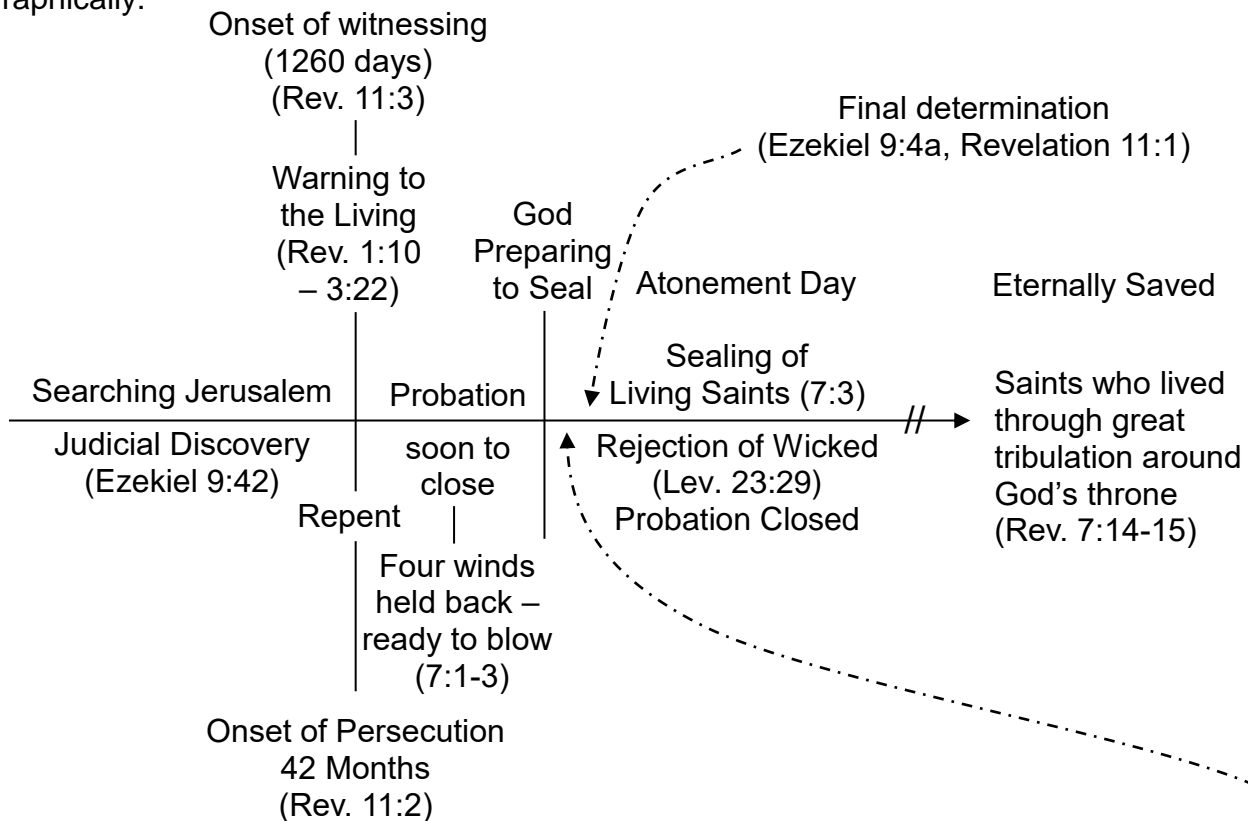 raphically:
Onset of witnessing
(1260 days)
(Rev. 11:3)
Final determination
(Ezekiel 9:4a, Revelation 11:1)
Warning to
the Living
(Rev. 1:10
– 3:22)
God
Preparing
to Seal
Atonement Day
Eternally Saved
Searching Jerusalem
Probation
Sealing of
Living Saints (7:3)
Saints who lived
through great
tribulation around
God’s throne
(Rev. 7:14-15)
Judicial Discovery
(Ezekiel 9:42)
soon to
close
Rejection of Wicked
(Lev. 23:29)
Probation Closed
Repent
Four winds
held back –
ready to blow
(7:1-3)
Onset of Persecution
42 Months
(Rev. 11:2)